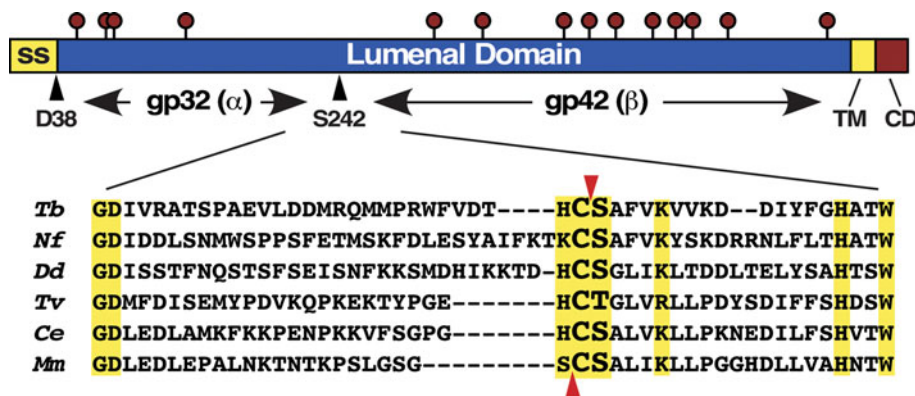 SS Lumenal Domain
gp32 (α) gp42 (β)
D38 S242 TM CD
Tb GDIVRATSPAEVLDDMRQMMPRWFVDT----HCSAFVKVVKD--DIYFGHATW
Nf GDIDDLSNMWSPPSFETMSKFDLESYAIFKTKCSAFVKYSKDRRNLFLTHATW
Dd GDISSTFNQSTSFSEISNFKKSMDHIKKTD-HCSGLIKLTDDLTELYSAHTSW
Tv GDMFDISEMYPDVKQPKEKTYPGE-------HCTGLVRLLPDYSDIFFSHDSW
Ce GDLEDLAMKFKKPENPKKVFSGPG-------HCSALVKLLPKNEDILFSHVTW
Mm GDLEDLEPALNKTNTKPSLGSG---------SCSALIKLLPGGHDLLVAHNTW